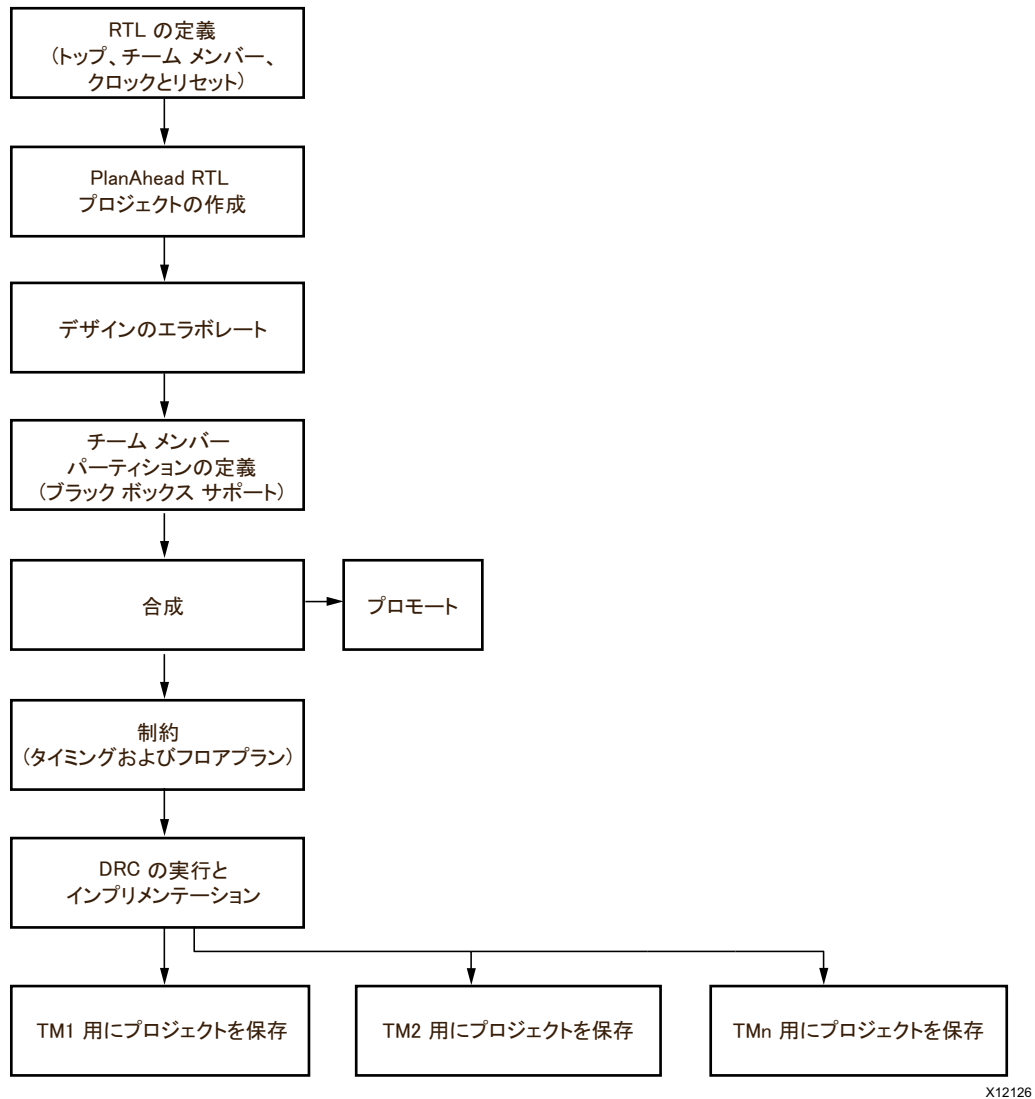 RTL の定義
(トップ、チーム メンバー、
クロックとリセット)
PlanAhead RTL
プロジェクトの作成
デザインのエラボレート
チーム メンバー
パーティションの定義
(ブラック ボックス サポート)
合成
プロモート
制約
(タイミングおよびフロアプラン)
DRC の実行と
インプリメンテーション
TM1 用にプロジェクトを保存
TM2 用にプロジェクトを保存
TMn 用にプロジェクトを保存
X12126